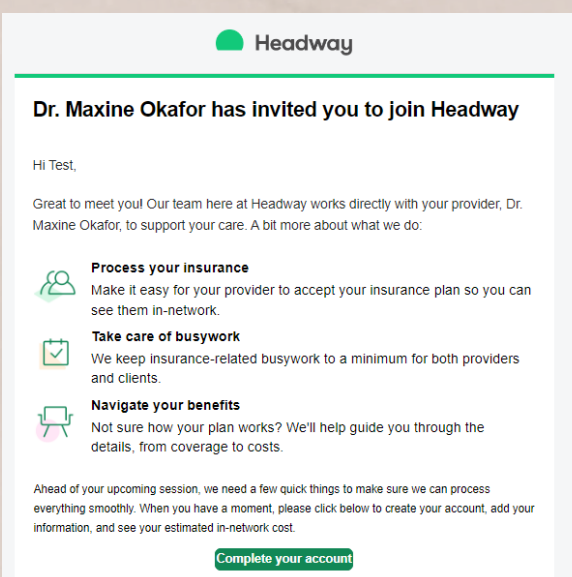 Headway
Dr. Maxine Okafor has invited you to join Headway
Hi Test,
Great to meet you! Our team here at Headway works directly with your provider, Dr.
Maxine Okafor, to support your care. A bit more about what we do:
Process your insurance
Make it easy for your provider to accept your insurance plan so you can
see them in-network.
Take care of busywork
We keep insurance-related busywork to a minimum for both providers
and clients.
Navigate your benefits
Not sure how your plan works? We'll help guide you through the
details, from coverage to costs.
Ahead of your upcoming session, we need a few quick things to make sure we can process
everything smoothly. When you have a moment, please click below to create your account, add your
information, and see your estimated in-network cost.
Complete your account